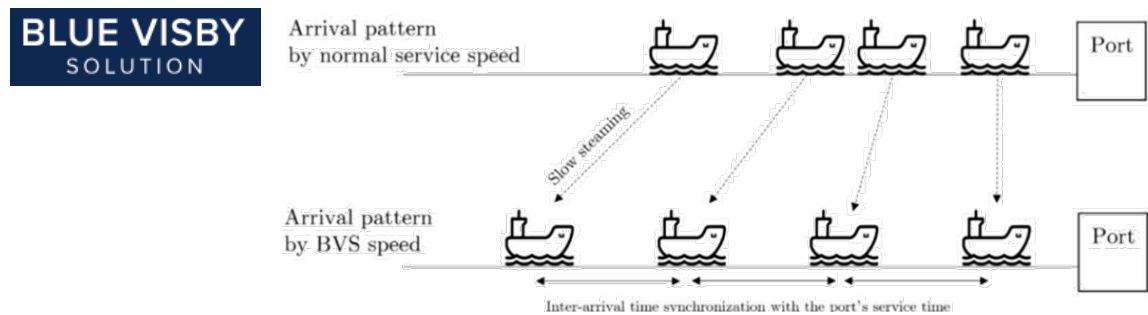 BLUE VISBY
SOLUTION
Arrival pattern
by normal service speed
Port
Slow steaming
Arrival pattern
by BVS speed
Port
Inter-arrival time synchronization with the port's service time